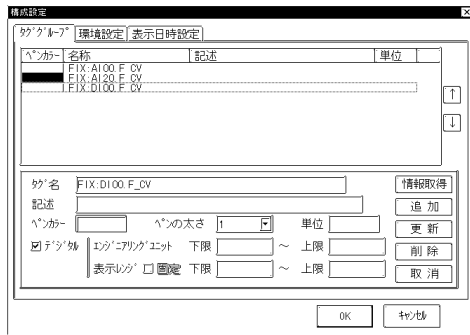 構成設定
ﾀｸﾞｸﾞﾙｰﾌﾟ 環境設定 表示日時設定
ﾍﾟﾝｶﾗｰ 名称 記述 単位
FIX:AI00.F_CV
FIX:AI20.F_CV
FIX:DI00.F_CV
↑
↓
ﾀｸﾞ名 FIX:DI00.F_CV 情報取得
記述 追加
ﾍﾟﾝｶﾗｰ ﾍﾟﾝの太さ 1 単位 更新
ﾃﾞｼﾞﾀﾙ ｴﾝｼﾞﾆｱﾘﾝｸﾞﾕﾆｯﾄ 下限 ～ 上限 削除
表示ﾚﾝｼﾞ 固定 下限 ～ 上限 取消
OK ｷｬﾝｾﾙ